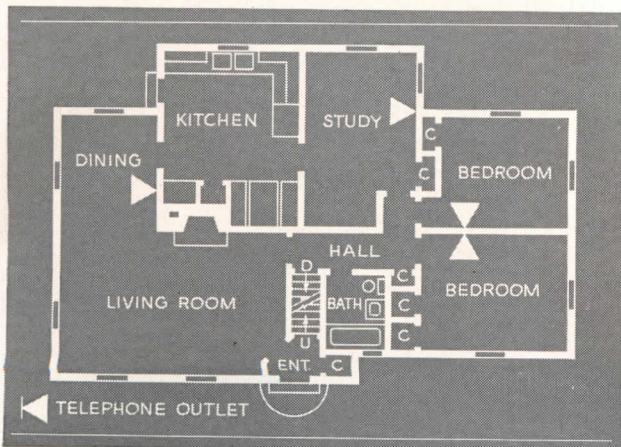 KITCHEN
STUDY
C
DINING
C
BEDROOM
HALL
D
C
LIVING ROOM
BATH
C
BEDROOM
U
C
ENT.
C
TELEPHONE OUTLET